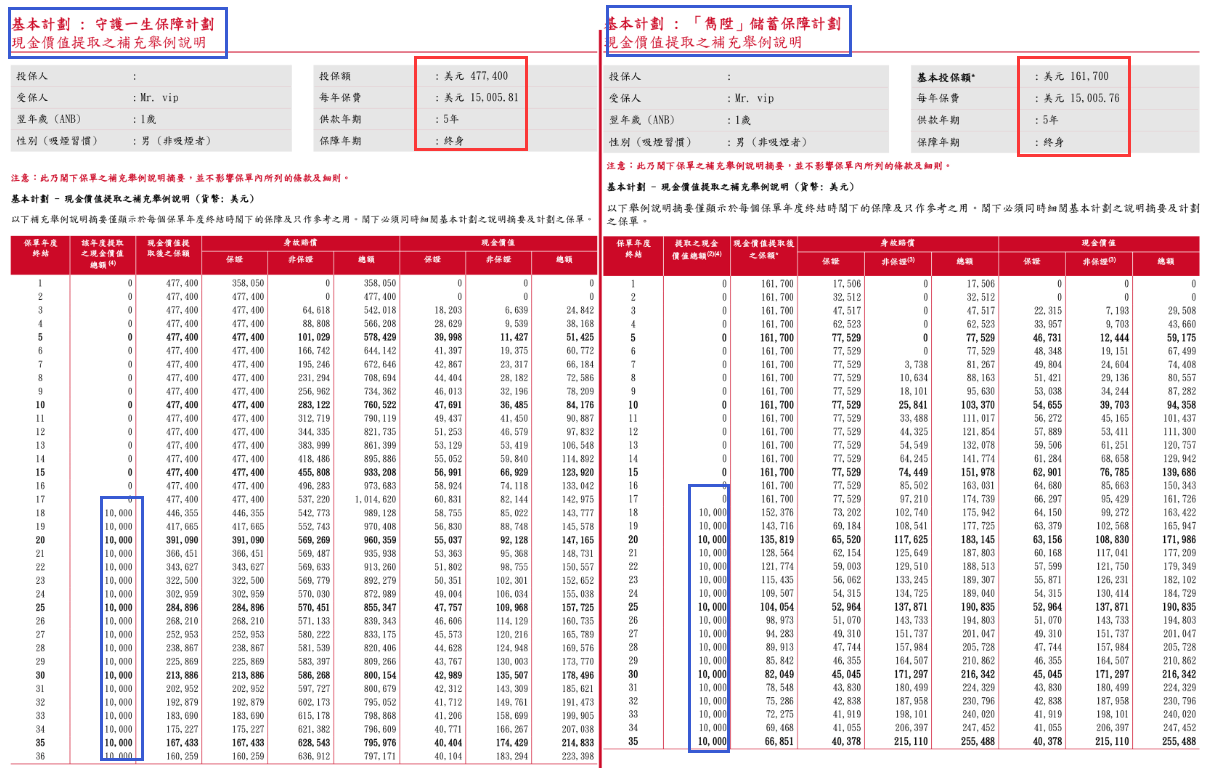 基本計劃 : 守護一生保障計劃
現金價值提取之補充舉例說明
投保人 :
受保人 : Mr. vip
翌年歲 (ANB) : 1歲
性別 (吸煙習慣) : 男 (非吸煙者)
投保額 : 美元 477,400
每年保費 : 美元 15,005.81
供款年期 : 5年
保障年期 : 終身
注意：此乃閣下保單之補充舉例說明摘要，並不影響保單內所列的條款及細則。
基本計劃 - 現金價值提取之補充舉例說明 (貨幣: 美元)
以下補充舉例說明摘要僅顯示於每個保單年度終結時閣下的保障及只作參考之用。閣下必須同時細閱基本計劃之說明摘要及計劃之保單。
保單年度終結 該年度提取之現金價值總額(4) 現金價值提取後之保額 身故賠償 現金價值
保證 非保證 總額 保證 非保證 總額
1 0 477,400 358,050 0 358,050 0 0 0
2 0 477,400 477,400 0 477,400 0 0 0
3 0 477,400 477,400 64,618 542,018 18,203 6,639 24,842
4 0 477,400 477,400 88,808 566,208 28,629 9,539 38,168
5 0 477,400 477,400 101,029 578,429 39,998 11,427 51,425
6 0 477,400 477,400 166,742 644,142 41,397 19,375 60,772
7 0 477,400 477,400 195,246 672,646 42,867 23,317 66,184
8 0 477,400 477,400 231,294 708,694 44,404 28,182 72,586
9 0 477,400 477,400 256,962 734,362 46,013 32,196 78,209
10 0 477,400 477,400 283,122 760,522 47,691 36,485 84,176
11 0 477,400 477,400 312,719 790,119 49,437 41,450 90,887
12 0 477,400 477,400 344,335 821,735 51,253 46,579 97,832
13 0 477,400 477,400 383,999 861,399 53,129 53,419 106,548
14 0 477,400 477,400 418,486 895,886 55,052 59,840 114,892
15 0 477,400 477,400 455,808 933,208 56,991 66,929 123,920
16 0 477,400 477,400 496,283 973,683 58,924 74,118 133,042
17 0 477,400 477,400 537,220 1,014,620 60,831 82,144 142,975
18 10,000 446,355 446,355 542,773 989,128 58,755 85,022 143,777
19 10,000 417,665 417,665 552,743 970,408 56,830 88,748 145,578
20 10,000 391,090 391,090 569,269 960,359 55,037 92,128 147,165
21 10,000 366,451 366,451 569,487 935,938 53,363 95,368 148,731
22 10,000 343,627 343,627 569,633 913,260 51,802 98,755 150,557
23 10,000 322,500 322,500 569,779 892,279 50,351 102,301 152,652
24 10,000 302,959 302,959 570,030 872,989 49,004 106,034 155,038
25 10,000 284,896 284,896 570,451 855,347 47,757 109,968 157,725
26 10,000 268,210 268,210 571,133 839,343 46,606 114,129 160,735
27 10,000 252,953 252,953 580,222 833,175 45,573 120,216 165,789
28 10,000 238,867 238,867 581,539 820,406 44,628 124,948 169,576
29 10,000 225,869 225,869 583,397 809,266 43,767 130,003 173,770
30 10,000 213,886 213,886 586,268 800,154 42,989 135,507 178,496
31 10,000 202,952 202,952 597,727 800,679 42,312 143,309 185,621
32 10,000 192,879 192,879 602,173 795,052 41,712 149,761 191,473
33 10,000 183,690 183,690 615,178 798,868 41,206 158,699 199,905
34 10,000 175,227 175,227 621,382 796,609 40,771 166,267 207,038
35 10,000 167,433 167,433 628,543 795,976 40,404 174,429 214,833
36 10,000 160,259 160,259 636,912 797,171 40,104 183,294 223,398
基本計劃 : 「雋陞」儲蓄保障計劃
現金價值提取之補充舉例說明
投保人 :
受保人 : Mr. vip
翌年歲 (ANB) : 1歲
性別 (吸煙習慣) : 男 (非吸煙者)
基本投保額* : 美元 161,700
每年保費 : 美元 15,005.76
供款年期 : 5年
保障年期 : 終身
注意：此乃閣下保單之補充舉例說明摘要，並不影響保單內所列的條款及細則。
基本計劃 - 現金價值提取之補充舉例說明 (貨幣: 美元)
以下舉例說明摘要僅顯示於每個保單年度終結時閣下的保障及只作參考之用。閣下必須同時細閱基本計劃之說明摘要及計劃
之保單。
保單年度終結 提取之現金價值總額(2)(4) 現金價值提取後之保額* 身故賠償 現金價值
保證 非保證(3) 總額 保證 非保證(3) 總額
1 0 161,700 17,506 0 17,506 0 0 0
2 0 161,700 32,512 0 32,512 0 0 0
3 0 161,700 47,517 0 47,517 22,315 7,193 29,508
4 0 161,700 62,523 0 62,523 33,957 9,703 43,660
5 0 161,700 77,529 0 77,529 46,731 12,444 59,175
6 0 161,700 77,529 0 77,529 48,348 19,151 67,499
7 0 161,700 77,529 3,738 81,267 49,804 24,604 74,408
8 0 161,700 77,529 10,634 88,163 51,421 29,136 80,557
9 0 161,700 77,529 18,101 95,630 53,038 34,244 87,282
10 0 161,700 77,529 25,841 103,370 54,655 39,703 94,358
11 0 161,700 77,529 33,488 111,017 56,272 45,165 101,437
12 0 161,700 77,529 44,325 121,854 57,889 53,411 111,300
13 0 161,700 77,529 54,549 132,078 59,506 61,251 120,757
14 0 161,700 77,529 64,245 141,774 61,284 68,658 129,942
15 0 161,700 77,529 74,449 151,978 62,901 76,785 139,686
16 0 161,700 77,529 85,502 163,031 64,680 85,663 150,343
17 0 161,700 77,529 97,210 174,739 66,297 95,429 161,726
18 10,000 152,376 73,202 102,740 175,942 64,150 99,272 163,422
19 10,000 143,716 69,184 108,541 177,725 63,379 102,568 165,947
20 10,000 135,819 65,520 117,625 183,145 63,156 108,830 171,986
21 10,000 128,564 62,154 125,649 187,803 60,168 117,041 177,209
22 10,000 121,774 59,003 129,510 188,513 57,599 121,750 179,349
23 10,000 115,435 56,062 133,245 189,307 55,871 126,231 182,102
24 10,000 109,507 54,315 134,725 189,040 54,315 130,414 184,729
25 10,000 104,054 52,964 137,871 190,835 52,964 137,871 190,835
26 10,000 98,973 51,070 143,733 194,803 51,070 143,733 194,803
27 10,000 94,283 49,310 151,737 201,047 49,310 151,737 201,047
28 10,000 89,913 47,744 157,984 205,728 47,744 157,984 205,728
29 10,000 85,842 46,355 164,507 210,862 46,355 164,507 210,862
30 10,000 82,049 45,045 171,297 216,342 45,045 171,297 216,342
31 10,000 78,548 43,830 180,499 224,329 43,830 180,499 224,329
32 10,000 75,286 42,838 187,958 230,796 42,838 187,958 230,796
33 10,000 72,275 41,919 198,101 240,020 41,919 198,101 240,020
34 10,000 69,468 41,055 206,397 247,452 41,055 206,397 247,452
35 10,000 66,851 40,378 215,110 255,488 40,378 215,110 255,488